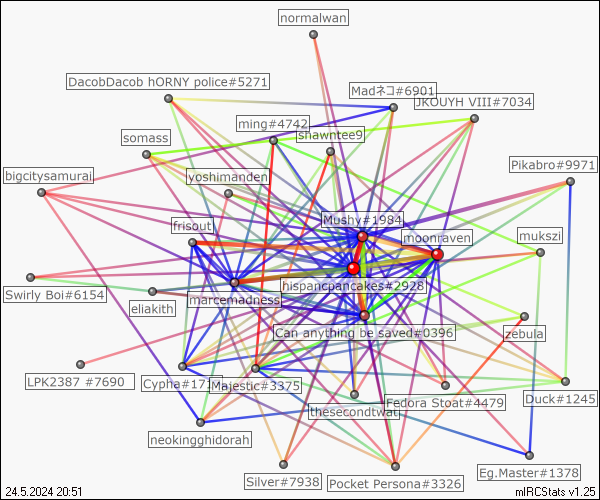 normalwan
DacobDacob hORNY police#5271
Madネコ#6901
JKOUYH VIII#7034
ming#4742
shawntee9
somass
Pikabro#9971
bigcitysamurai
yoshimanden
Mushy#1984
frisout
moonraven
mukszi
hispancpancakes#2928
Swirly Boi#6154
marcemadness
eliakith
Can anything be saved#0396
zebula
LPK2387 #7690
Cypha#171
Majestic#3375
Fedora Stoat#4479
Duck#1245
thesecondtwat
neokingghidorah
Eg.Master#1378
Silver#7938
Pocket Persona#3326
24.5.2024 20:51
mIRCStats v1.25